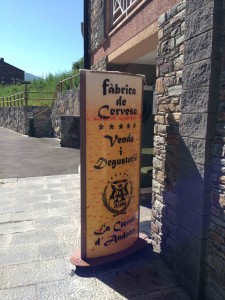 Fàbrica
de
Cervesa
Venda
i
Degustació
La Cervesa
d'Andorra